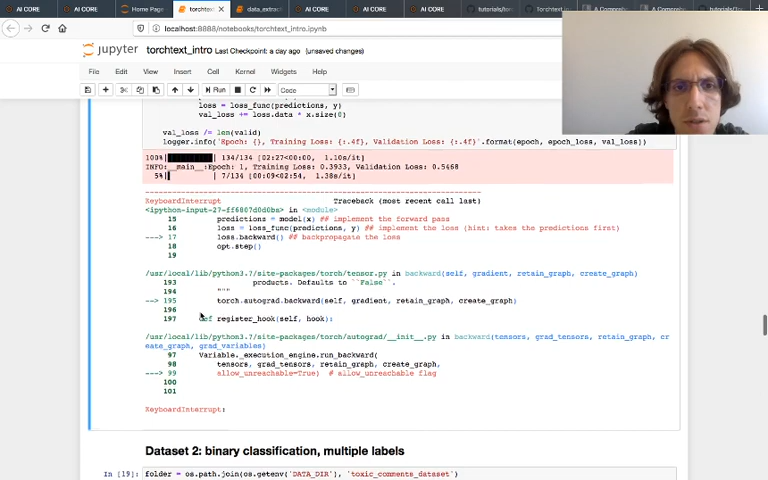 AI CORE
AI CORE
Home Page
torchtext_
data_extrac
AI CORE
AI CORE
AI CORE
tutorials/tor
localhost:8888/notebooks/torchtext_intro.ipynb
jupyter torchtext_intro Last Checkpoint: a day ago (unsaved changes)
File Edit View Insert Cell Kernel Widgets Help
Run Code
loss = loss_func(predictions, y)
val_loss += loss.data * x.size(0)
val_loss /= len(valid)
logger.info('Epoch: {}, Training Loss: {:.4f}, Validation Loss: {:.4f}'.format(epoch, epoch_loss, val_loss))
100%| | 134/134 [02:27<00:00, 1.10s/it]
INFO:__main__:Epoch: 1, Training Loss: 0.3933, Validation Loss: 0.5468
5%| | 7/134 [00:09<02:54, 1.38s/it]
---------------------------------------------------------------------------
KeyboardInterrupt Traceback (most recent call last)
<ipython-input-27-ff6807d0d0ba> in <module>
15 predictions = model(x) ## implement the forward pass
16 loss = loss_func(predictions, y) ## implement the loss (hint: takes the predictions first)
---> 17 loss.backward() ## backpropagate the loss
18 opt.step()
19
/usr/local/lib/python3.7/site-packages/torch/tensor.py in backward(self, gradient, retain_graph, create_graph)
193 products. Defaults to ``False``.
194 """
--> 195 torch.autograd.backward(self, gradient, retain_graph, create_graph)
196
197 def register_hook(self, hook):
/usr/local/lib/python3.7/site-packages/torch/autograd/__init__.py in backward(tensors, grad_tensors, retain_graph, cr
eate_graph, grad_variables)
97 Variable._execution_engine.run_backward(
98 tensors, grad_tensors, retain_graph, create_graph,
---> 99 allow_unreachable=True) # allow_unreachable flag
100
101
KeyboardInterrupt:
Dataset 2: binary classification, multiple labels
In [19]: folder = os.path.join(os.getenv('DATA_DIR'), 'toxic_comments_dataset')